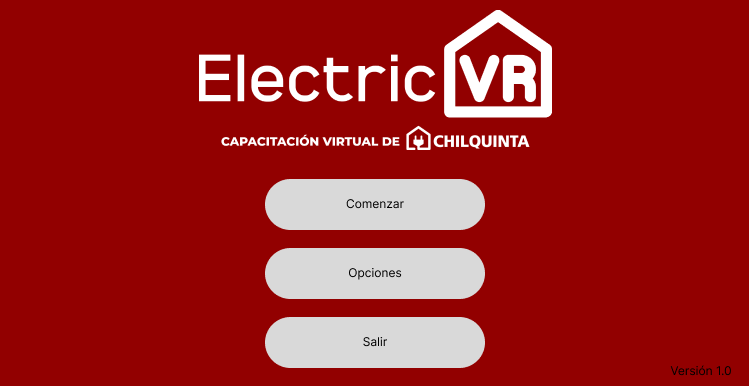 Electric VR
CAPACITACIÓN VIRTUAL DE CHILQUINTA
Comenzar
Opciones
Salir
Versión 1.0